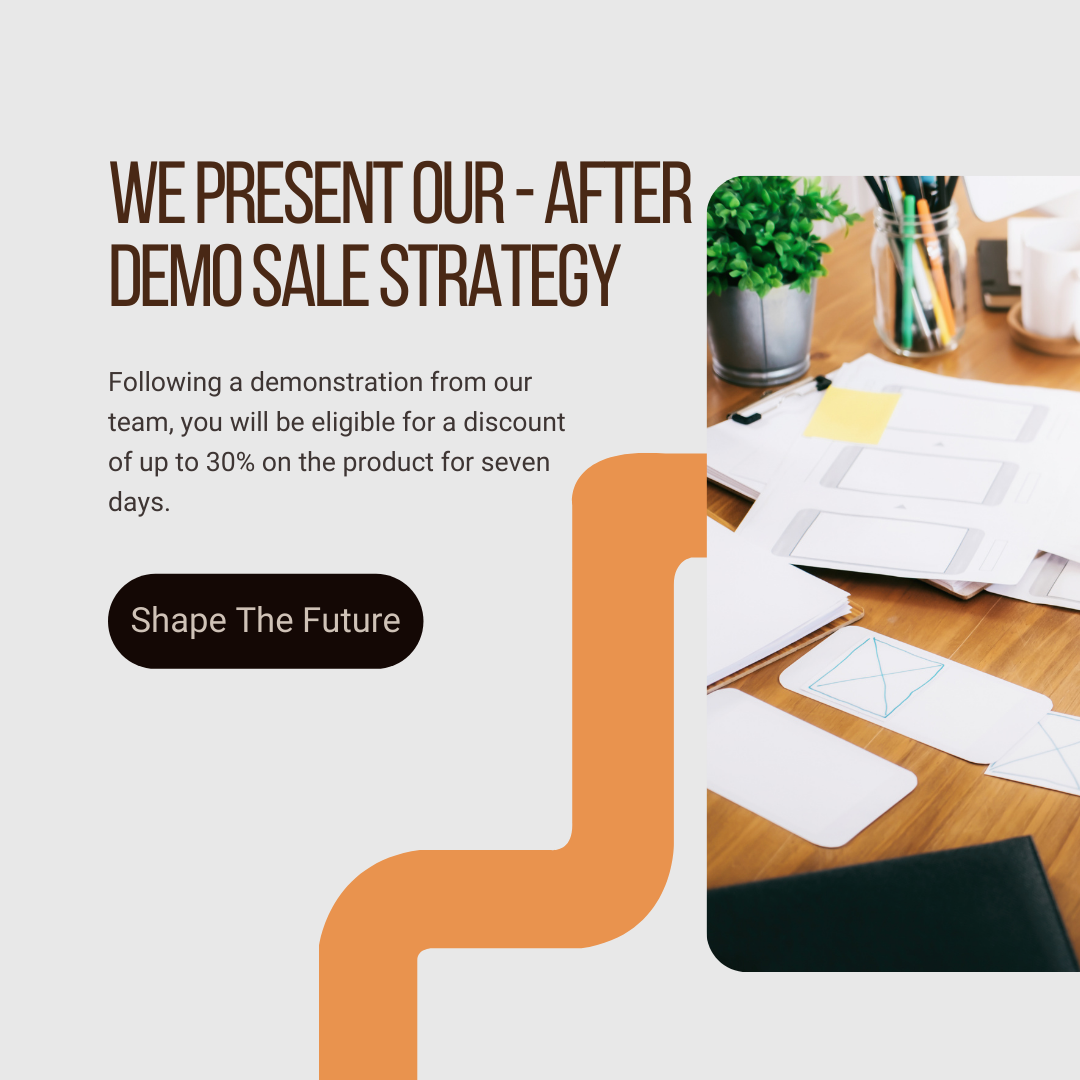 WE PRESENT OUR - AFTER
DEMO SALE STRATEGY
Following a demonstration from our
team, you will be eligible for a discount
of up to 30% on the product for seven
days.
Shape The Future